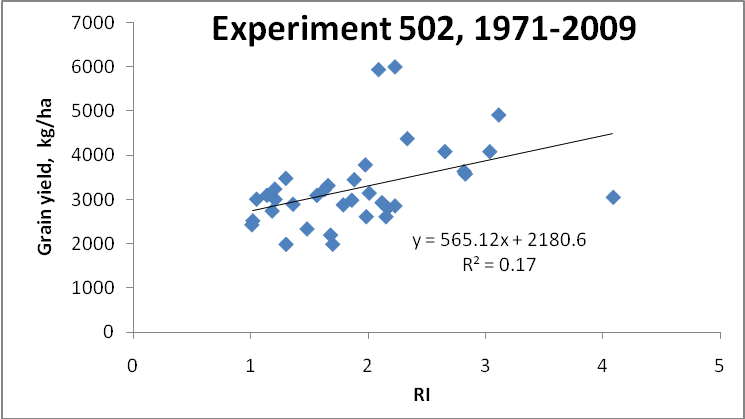 Experiment 502, 1971-2009
Grain yield, kg/ha
7000
6000
5000
4000
3000
2000
1000
0
y = 565.12x + 2180.6
R² = 0.17
0 1 2 3 4 5
RI